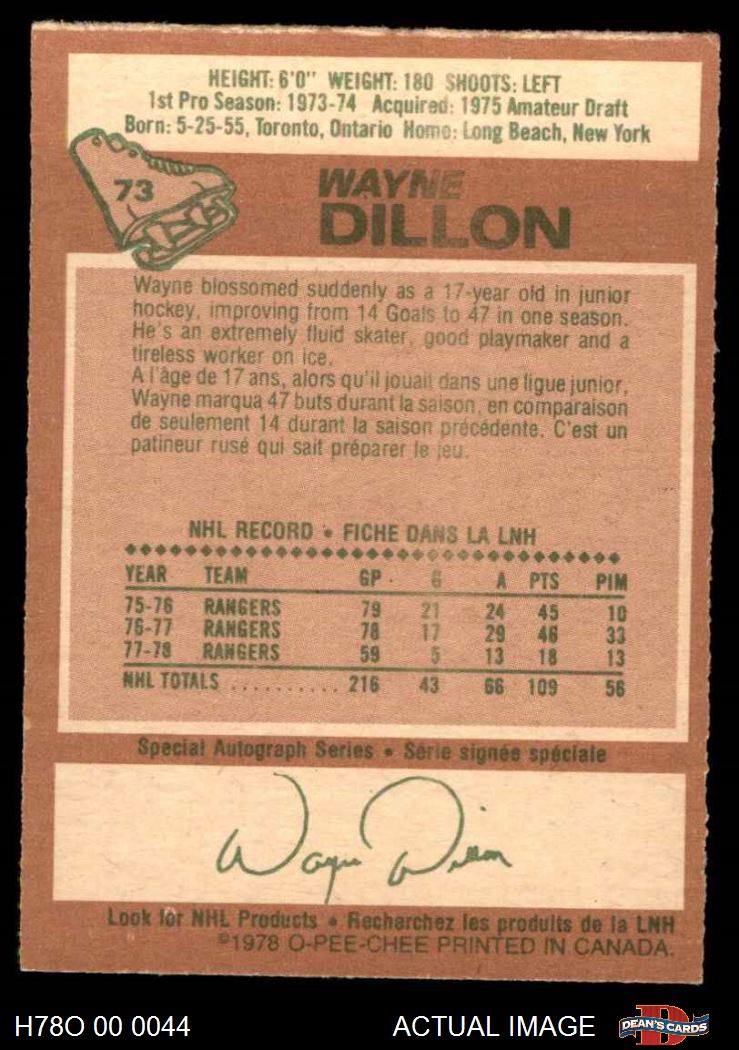 HEIGHT: 6'0" WEIGHT: 180 SHOOTS: LEFT
1st Pro Season: 1973-74 Acquired: 1975 Amateur Draft
Born: 5-25-55, Toronto, Ontario Home: Long Beach, New York
73
WAYNE
DILLON
Wayne blossomed suddenly as a 17-year old in junior
hockey, improving from 14 Goals to 47 in one season.
He's an extremely fluid skater, good playmaker and a
tireless worker on ice.
A l'âge de 17 ans, alors qu'il jouait dans une ligue junior,
Wayne marqua 47 buts durant la saison, en comparaison
de seulement 14 durant la saison précédente. C'est un
patineur rusé qui sait préparer le jeu.
NHL RECORD • FICHE DANS LA LNH
YEAR TEAM GP G A PTS PIM
75-76 RANGERS 79 21 24 45 10
76-77 RANGERS 78 17 29 46 33
77-78 RANGERS 59 5 13 18 13
NHL TOTALS .......... 216 43 66 109 56
Special Autograph Series • Série signée spéciale
Wayne Dillon
Look for NHL Products • Recherchez les produits de la LNH
©1978 O-PEE-CHEE PRINTED IN CANADA.
H78O 00 0044 ACTUAL IMAGE D DEAN'S CARDS